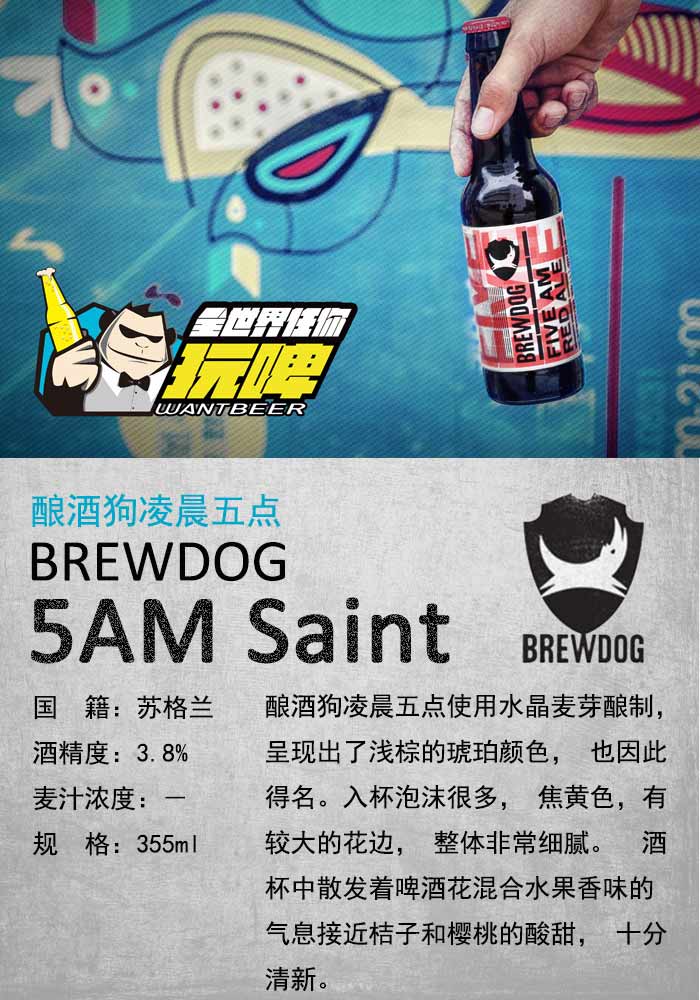 FIVE
BREWDOG
FIVE AM
RED ALE
全世界任你
玩啤
WANTBEER
酿酒狗凌晨五点
BREWDOG
5AM Saint
BREWDOG
国 籍：苏格兰
酒精度：3.8%
麦汁浓度：—
规 格：355ml
酿酒狗凌晨五点使用水晶麦芽酿制，
呈现出了浅棕的琥珀颜色， 也因此
得名。入杯泡沫很多， 焦黄色，有
较大的花边， 整体非常细腻。 酒
杯中散发着啤酒花混合水果香味的
气息接近桔子和樱桃的酸甜， 十分
清新。